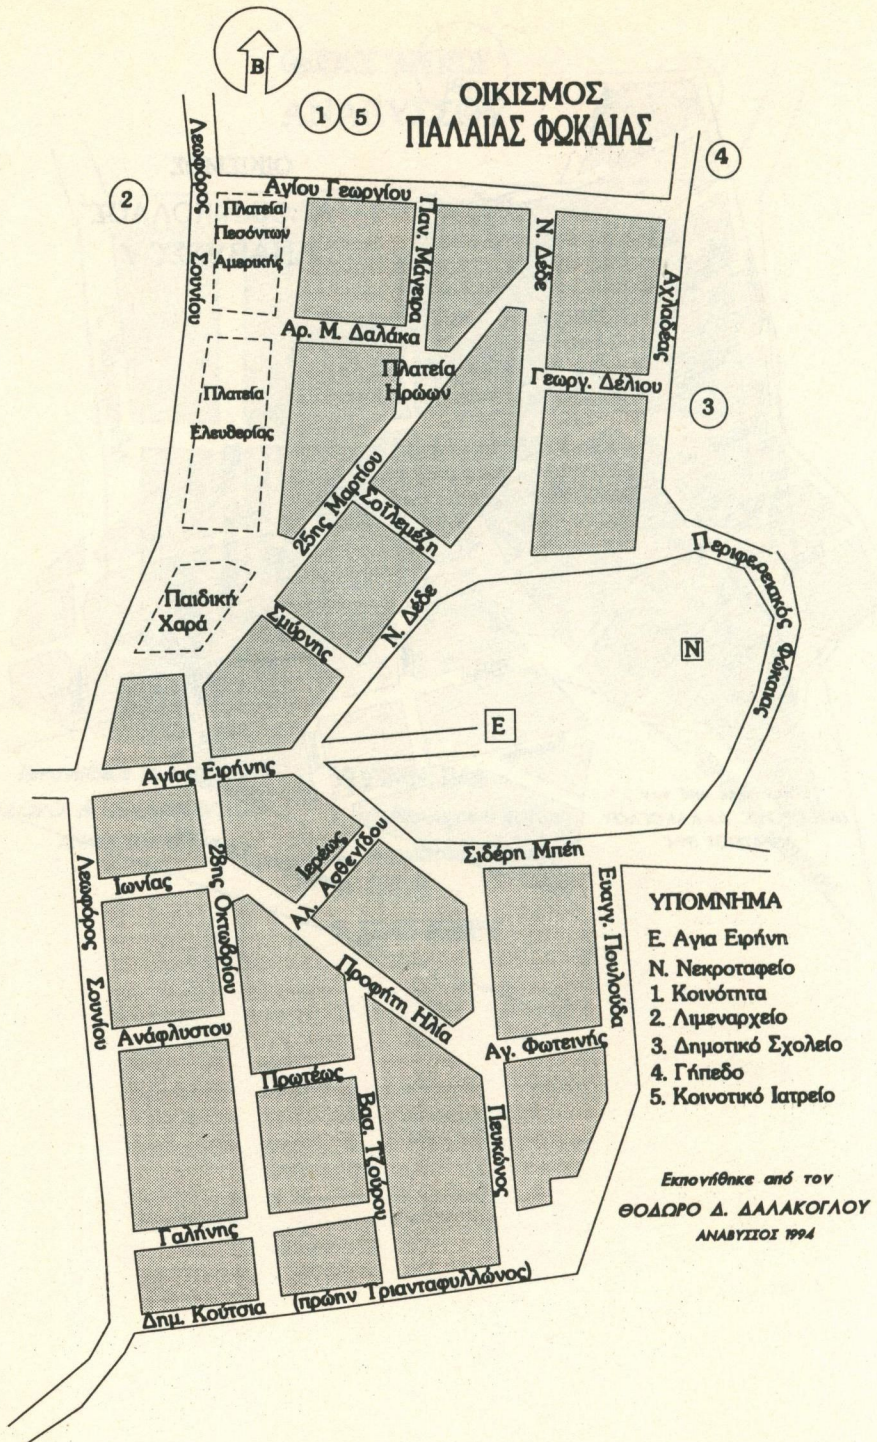 Β
ΟΙΚΙΣΜΟΣ
ΠΑΛΑΙΑΣ ΦΩΚΑΙΑΣ
1
5
4
2
Λεωφόρος Σουνίου
Αγίου Γεωργίου
Πλατεία
Πεσόντων
Αμερικής
Παν. Μάγειρα
Ν. Δέδε
Αχλαδέας
Αρ. Μ. Δαλάκα
Πλατεία
Ηρώων
Γεωργ. Δέλιου
Πλατεία
Ελευθερίας
3
25ης Μαρτίου
Σοϊλεμέζη
Περιφερειακός Φώκαιας
Παιδική
Χαρά
Σμύρνης
Ν. Δέδε
Ν
Ε
Αγίας Ειρήνης
Ιερέως
Αλ. Ασθενίδου
Σιδέρη Μπέη
Λεωφόρος Σουνίου
Ιωνίας
28ης Οκτωβρίου
Ευαγγ. Πουλούδα
Προφήτη Ηλία
Ανάφλυστου
Αγ. Φωτεινής
Πρωτέως
Βασ. Τζούρου
Πευκώνος
Γαλήνης
Δημ. Κούτσια (πρώην Τριανταφυλλώνος)
ΥΠΟΜΝΗΜΑ
Ε. Αγια Ειρήνη
Ν. Νεκροταφείο
1. Κοινότητα
2. Λιμεναρχείο
3. Δημοτικό Σχολείο
4. Γήπεδο
5. Κοινοτικό Ιατρείο
Εκπονήθηκε από τον
ΘΟΔΩΡΟ Δ. ΔΑΛΑΚΟΓΛΟΥ
ΑΝΑΒΥΣΣΟΣ 1994